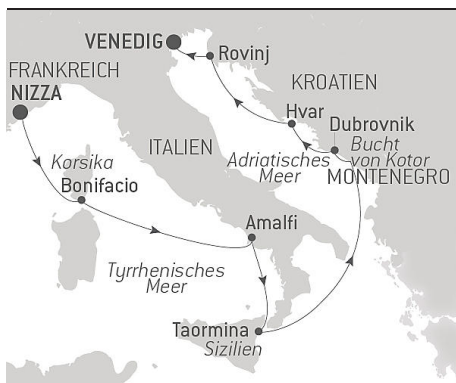 VENEDIG
Rovinj
FRANKREICH
NIZZA
KROATIEN
Hvar
Dubrovnik
ITALIEN
Bucht
von Kotor
Adriatisches
Meer
MONTENEGRO
Korsika
Bonifacio
Amalfi
Tyrrhenisches
Meer
Taormina
Sizilien